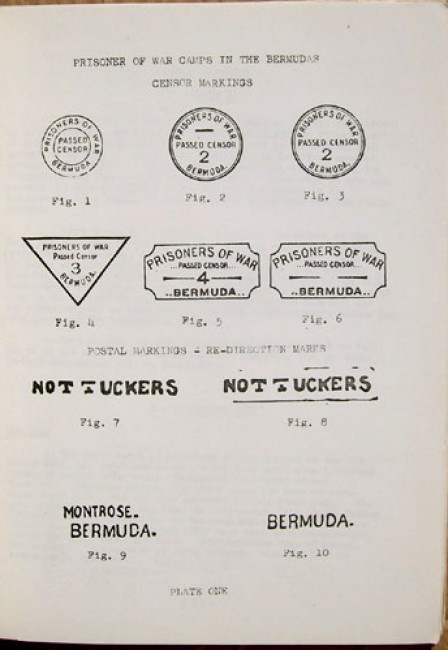 PRISONER OF WAR CAMPS IN THE BERMUDAS
CENSOR MARKINGS
PRISONERS OF WAR
PASSED
CENSOR
BERMUDA
Fig. 1
PRISONERS OF WAR
PASSED CENSOR
2
BERMUDA.
Fig. 2
PRISONERS OF WAR
PASSED CENSOR
2
BERMUDA.
Fig. 3
PRISONERS OF WAR
Passed Censor
3
BERMUDA.
Fig. 4
PRISONERS OF WAR
...PASSED CENSOR...
4
..BERMUDA..
Fig. 5
PRISONERS OF WAR
...PASSED CENSOR...
..BERMUDA..
Fig. 6
POSTAL MARKINGS - RE-DIRECTION MARKS
NOT TUCKERS
Fig. 7
NOT TUCKERS
Fig. 8
MONTROSE.
BERMUDA.
Fig. 9
BERMUDA.
Fig. 10
PLATE ONE